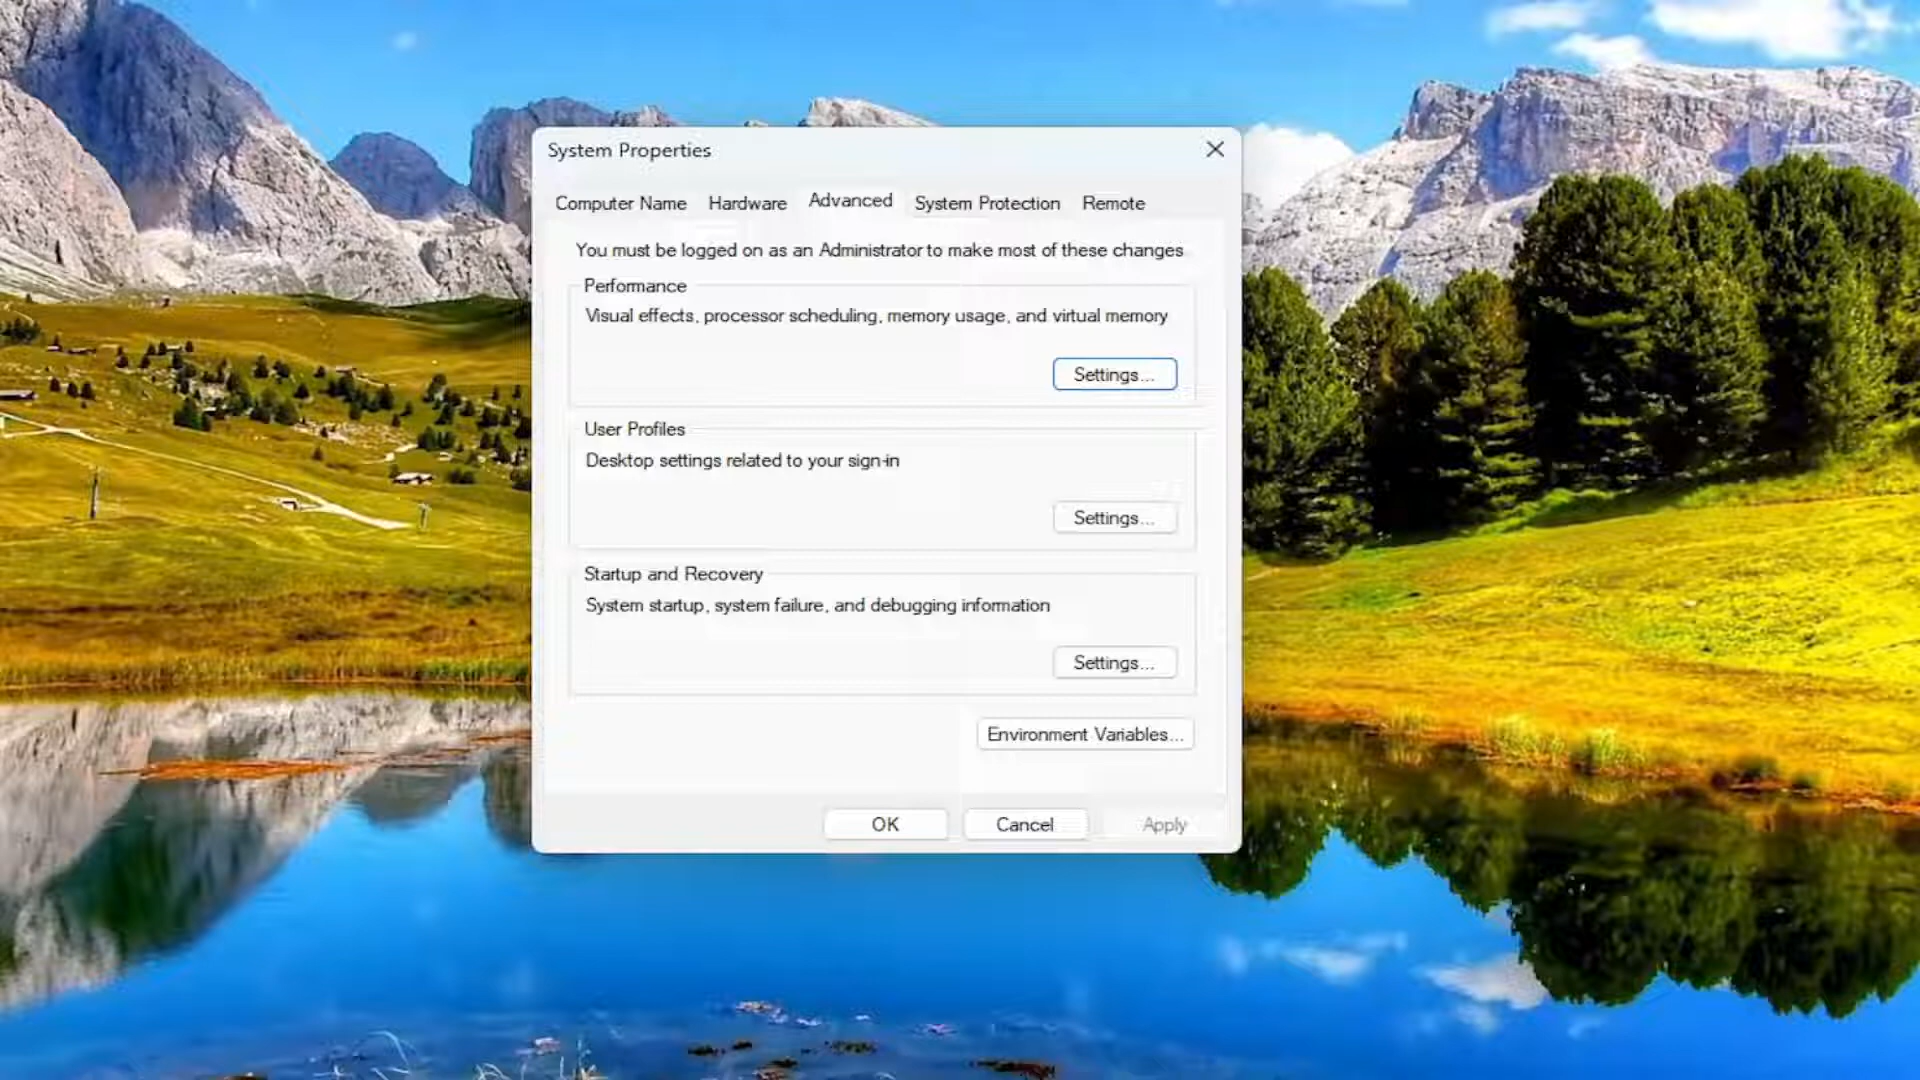 System Properties
Computer Name Hardware Advanced System Protection Remote
You must be logged on as an Administrator to make most of these changes
Performance
Visual effects, processor scheduling, memory usage, and virtual memory
Settings...
User Profiles
Desktop settings related to your sign-in
Settings...
Startup and Recovery
System startup, system failure, and debugging information
Settings...
Environment Variables...
OK Cancel Apply